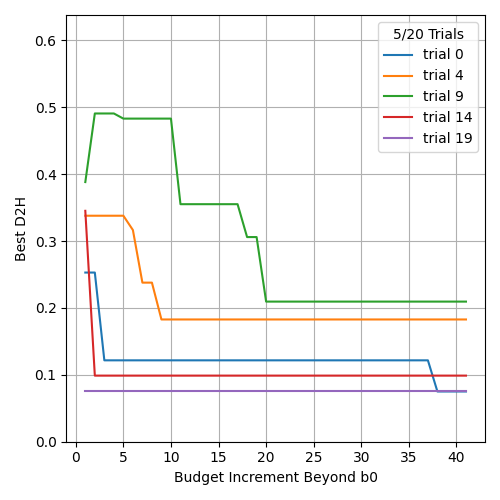 0.6
0.5
0.4
0.3
0.2
0.1
0.0
Best D2H
0 5 10 15 20 25 30 35 40
Budget Increment Beyond b0
5/20 Trials
trial 0
trial 4
trial 9
trial 14
trial 19